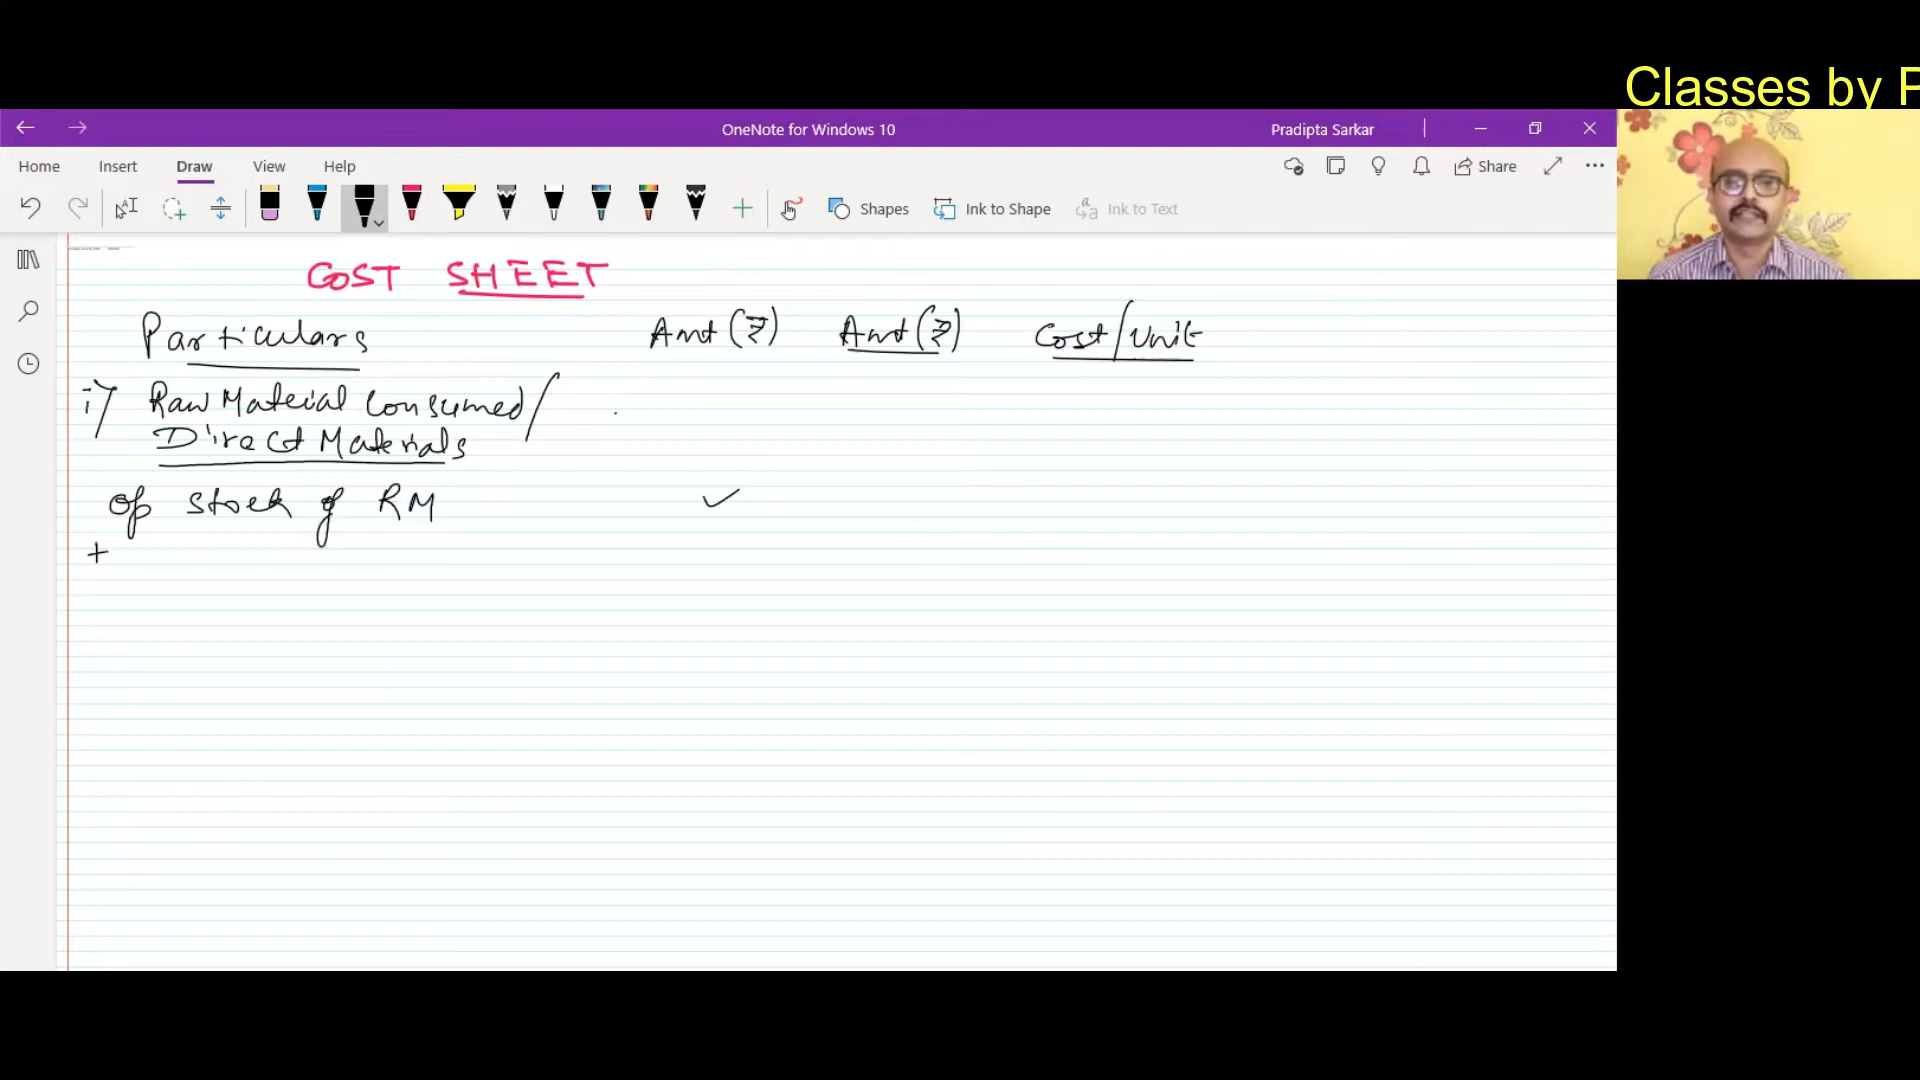 Classes by P
OneNote for Windows 10
Pradipta Sarkar
Home Insert Draw View Help
Share
Shapes Ink to Shape Ink to Text
COST SHEET
Particulars Amt (₹) Amt (₹) Cost/Unit
i) Raw Material Consumed/
Direct Materials
Op stock of RM ✓
+